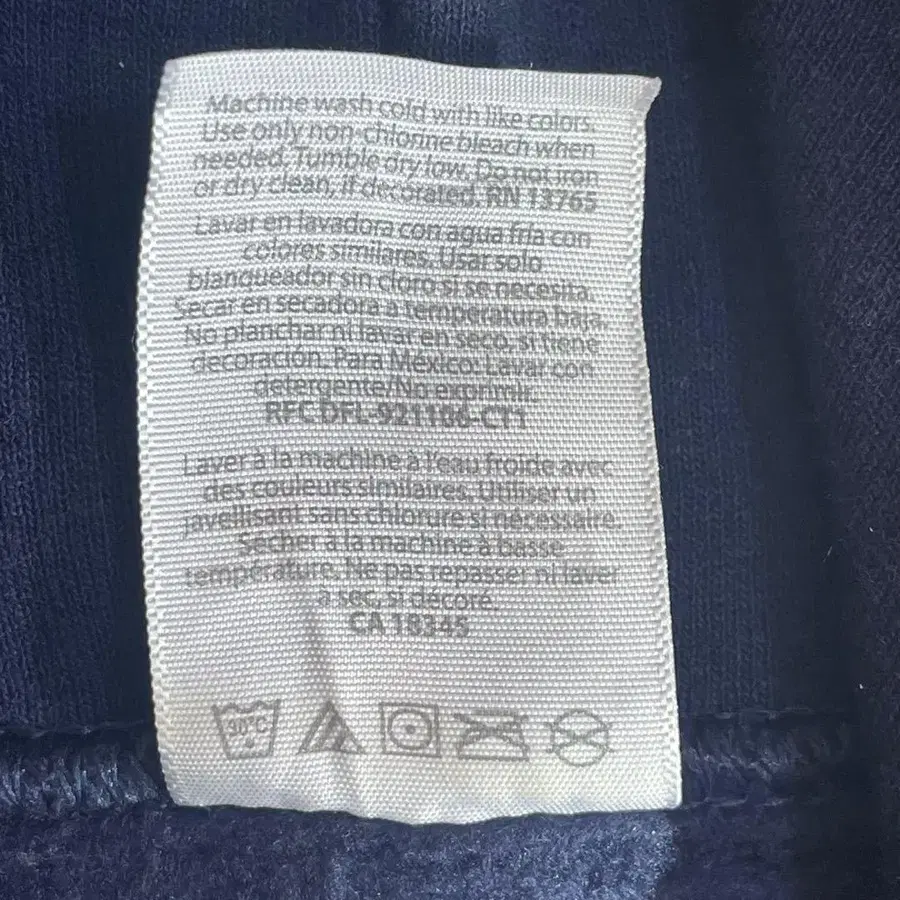 Machine wash cold with like colors.
Use only non-chlorine bleach when
needed. Tumble dry low. Do not iron
or dry clean, if decorated. RN 13765
Lavar en lavadora con agua fría con
colores similares. Usar solo
blanqueador sin cloro si se necesita.
Secar en secadora a temperatura baja.
No planchar ni lavar en seco, si tiene
decoración. Para México: Lavar con
detergente/No exprimir.
RFC DFL-921106-CT1
Laver à la machine à l'eau froide avec
des couleurs similaires. Utiliser un
javellisant sans chlorure si nécessaire.
Sécher à la machine à basse
température. Ne pas repasser ni laver
à sec, si décoré.
CA 18345
30°C